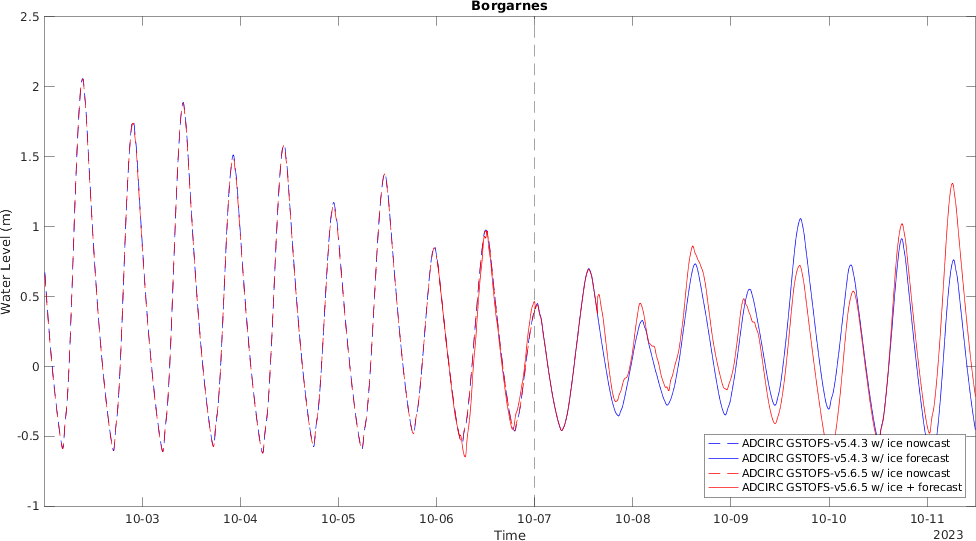 Borgarnes
2.5
2
1.5
1
0.5
0
-0.5
-1
Water Level (m)
10-03 10-04 10-05 10-06 10-07 10-08 10-09 10-10 10-11
Time
2023
ADCIRC GSTOFS-v5.4.3 w/ ice nowcast
ADCIRC GSTOFS-v5.4.3 w/ ice forecast
ADCIRC GSTOFS-v5.6.5 w/ ice nowcast
ADCIRC GSTOFS-v5.6.5 w/ ice + forecast